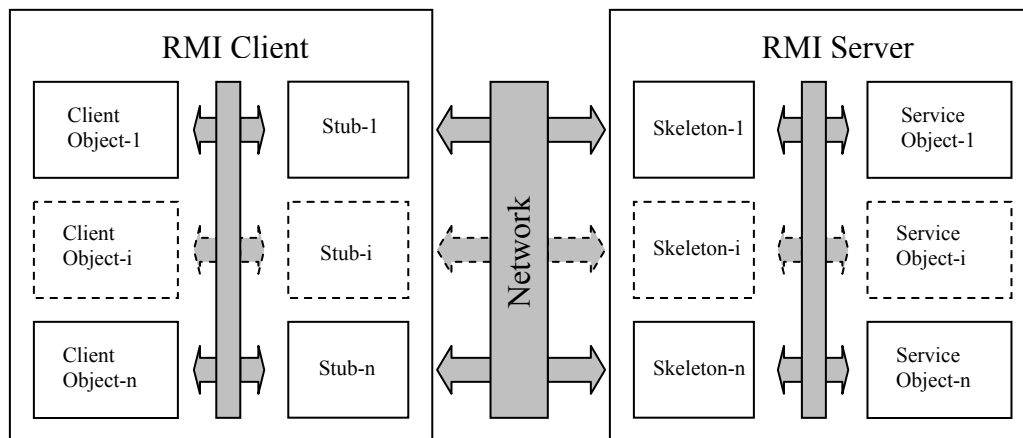 RMI Client
RMI Server
Client
Object-1
Stub-1
Skeleton-1
Service
Object-1
Client
Object-i
Stub-i
Network
Skeleton-i
Service
Object-i
Client
Object-n
Stub-n
Skeleton-n
Service
Object-n